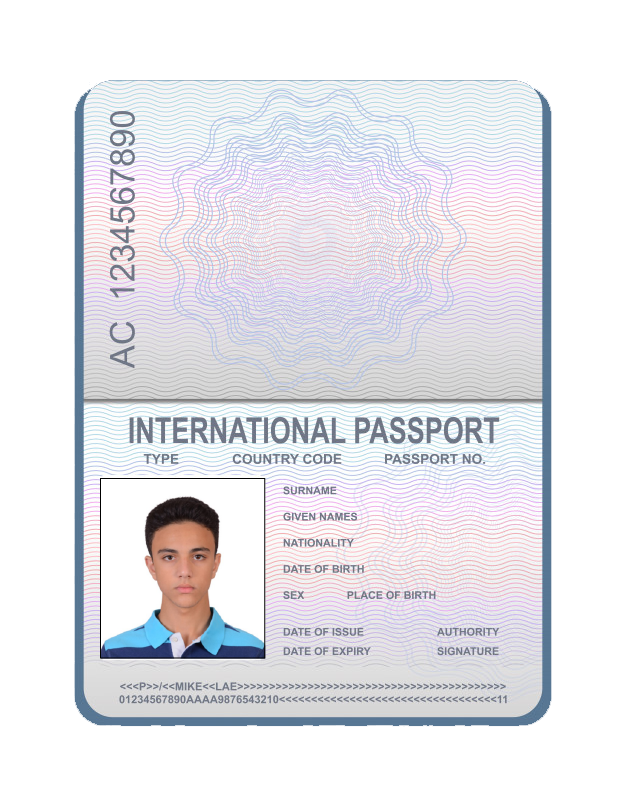 AC 1234567890
INTERNATIONAL PASSPORT
TYPE COUNTRY CODE PASSPORT NO.
SURNAME
GIVEN NAMES
NATIONALITY
DATE OF BIRTH
SEX PLACE OF BIRTH
DATE OF ISSUE AUTHORITY
DATE OF EXPIRY SIGNATURE
<<<P>>/<<MIKE<<LAE>>>>>>>>>>>>>>>>>>>>>>>>>>>>>>>>>>>>>>>>>>
01234567890AAAA9876543210<<<<<<<<<<<<<<<<<<<<<<<<<<<<<<<<<<11